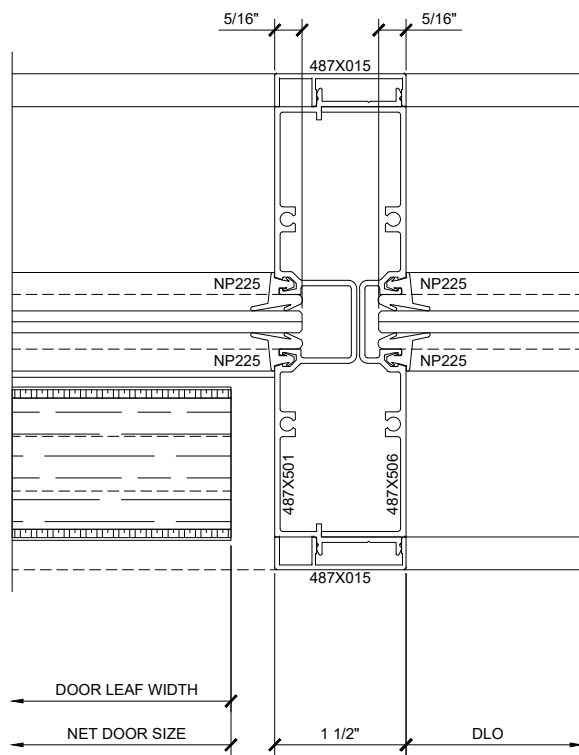 5/16" 5/16"
487X015
NP225 NP225
NP225 NP225
487X501 487X506
487X015
DOOR LEAF WIDTH
NET DOOR SIZE 1 1/2" DLO